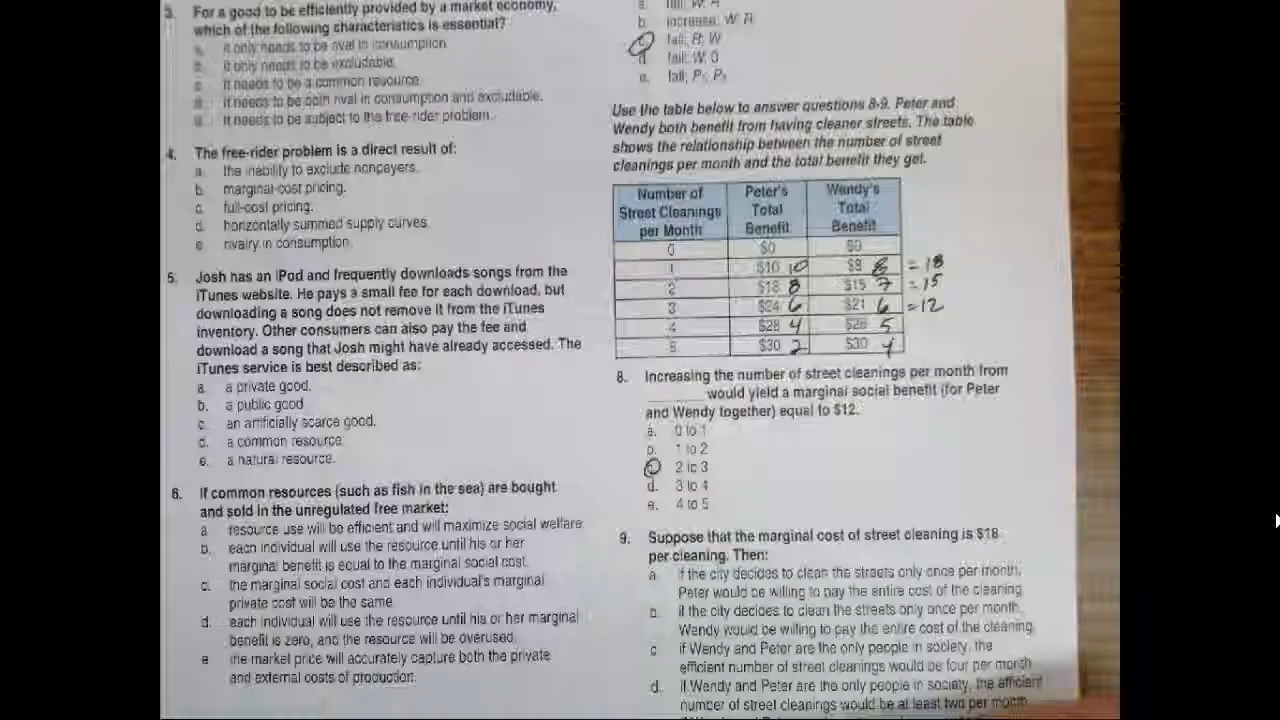 3. For a good to be efficiently provided by a market economy,
which of the following characteristics is essential?
a. it only needs to be rival in consumption.
b. it only needs to be excludable.
c. it needs to be a common resource.
d. it needs to be both rival in consumption and excludable.
e. it needs to be subject to the free-rider problem.
4. The free-rider problem is a direct result of:
a. the inability to exclude nonpayers.
b. marginal-cost pricing.
c. full-cost pricing.
d. horizontally summed supply curves.
e. rivalry in consumption.
5. Josh has an iPod and frequently downloads songs from the
iTunes website. He pays a small fee for each download, but
downloading a song does not remove it from the iTunes
inventory. Other consumers can also pay the fee and
download a song that Josh might have already accessed. The
iTunes service is best described as:
a. a private good.
b. a public good
c. an artificially scarce good.
d. a common resource
e. a natural resource.
6. If common resources (such as fish in the sea) are bought
and sold in the unregulated free market:
a resource use will be efficient and will maximize social welfare
b. each individual will use the resource until his or her
marginal benefit is equal to the marginal social cost.
c. the marginal social cost and each individual's marginal
private cost will be the same
d. each individual will use the resource until his or her marginal
benefit is zero, and the resource will be overused.
e the market price will accurately capture both the private
and external costs of production.
b. increase; W; R
c fall; R; W
d fall; W; 0
e. fall;
Use the table below to answer questions 8-9. Peter and
Wendy both benefit from having cleaner streets. The table
shows the relationship between the number of street
cleanings per month and the total benefit they get.
Number of Street Cleanings per Month Peter's Total Benefit Wendy's Total Benefit
0 $0 $0
1 $10 10 $8 8 = 18
2 $18 8 $15 7 = 15
3 $24 6 $21 6 = 12
4 $28 4 $26 5
5 $30 2 $30 4
8. Increasing the number of street cleanings per month from
________ would yield a marginal social benefit (for Peter
and Wendy together) equal to $12.
a. 0 to 1
b. 1 to 2
c 2 to 3
d. 3 to 4
e. 4 to 5
9. Suppose that the marginal cost of street cleaning is $18
per cleaning. Then:
a if the city decides to clean the streets only once per month,
Peter would be willing to pay the entire cost of the cleaning
b. if the city decides to clean the streets only once per month,
Wendy would be willing to pay the entire cost of the cleaning
c if Wendy and Peter are the only people in society, the
efficient number of street cleanings would be four per month
d. if Wendy and Peter are the only people in society, the efficient
number of street cleanings would be at least two per month